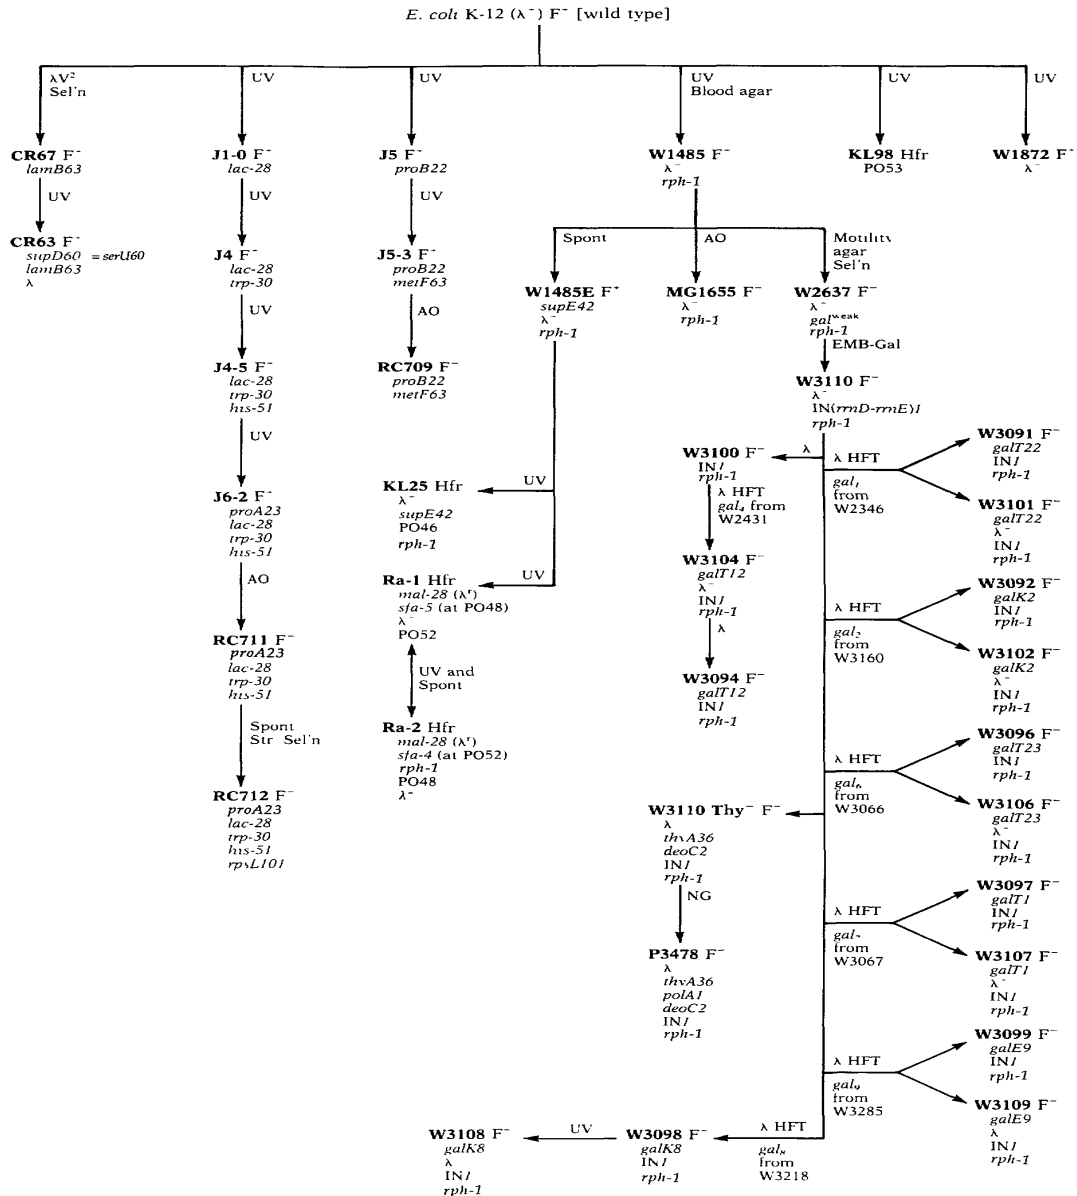 E. coli K-12 (λ⁻) F⁺ [wild type]
λV²
Sel'n
UV
UV
UV
Blood agar
UV
UV
CR67 F⁺
lamB63
J1-0 F⁺
lac-28
J5 F⁺
proB22
W1485 F⁺
λ⁻
rph-1
KL98 Hfr
PO53
W1872 F⁺
λ⁻
UV
UV
UV
CR63 F⁺
supD60 = serU60
lamB63
λ
J4 F⁺
lac-28
trp-30
J5-3 F⁺
proB22
metF63
Spont
AO
Motility
agar
Sel'n
W1485E F⁺
supE42
λ⁻
rph-1
MG1655 F⁻
λ⁻
rph-1
W2637 F⁻
λ⁻
gal weak
rph-1
UV
AO
EMB-Gal
J4-5 F⁺
lac-28
trp-30
his-51
RC709 F⁻
proB22
metF63
W3110 F⁻
λ⁻
IN(rrnD-rrnE)1
rph-1
UV
J6-2 F⁺
proA23
lac-28
trp-30
his-51
AO
RC711 F⁻
proA23
lac-28
trp-30
his-51
Spont
Str Sel'n
RC712 F⁻
proA23
lac-28
trp-30
his-51
rpsL101
UV
KL25 Hfr
λ⁻
supE42
PO46
rph-1
UV
Ra-1 Hfr
mal-28 (λʳ)
sfa-5 (at PO48)
λ⁻
PO52
UV and
Spont
Ra-2 Hfr
mal-28 (λʳ)
sfa-4 (at PO52)
rph-1
PO48
λ⁻
λ
W3100 F⁻
IN1
rph-1
λ HFT
gal₄ from
W2431
W3104 F⁻
galT12
λ⁻
IN1
rph-1
λ
W3094 F⁻
galT12
IN1
rph-1
λ HFT
gal₁
from
W2346
W3091 F⁻
galT22
IN1
rph-1
W3101 F⁻
galT22
λ⁻
IN1
rph-1
λ HFT
gal₂
from
W3160
W3092 F⁻
galK2
IN1
rph-1
W3102 F⁻
galK2
λ⁻
IN1
rph-1
λ HFT
gal₆
from
W3066
W3096 F⁻
galT23
IN1
rph-1
W3106 F⁻
galT23
λ⁻
IN1
rph-1
W3110 Thy⁻ F⁻
λ
thyA36
deoC2
IN1
rph-1
NG
P3478 F⁻
λ
thyA36
polA1
deoC2
IN1
rph-1
λ HFT
gal₇
from
W3067
W3097 F⁻
galT1
IN1
rph-1
W3107 F⁻
galT1
λ⁻
IN1
rph-1
λ HFT
gal₉
from
W3285
W3099 F⁻
galE9
IN1
rph-1
W3109 F⁻
galE9
λ
IN1
rph-1
λ HFT
gal₈
from
W3218
W3098 F⁻
galK8
IN1
rph-1
UV
W3108 F⁻
galK8
λ
IN1
rph-1